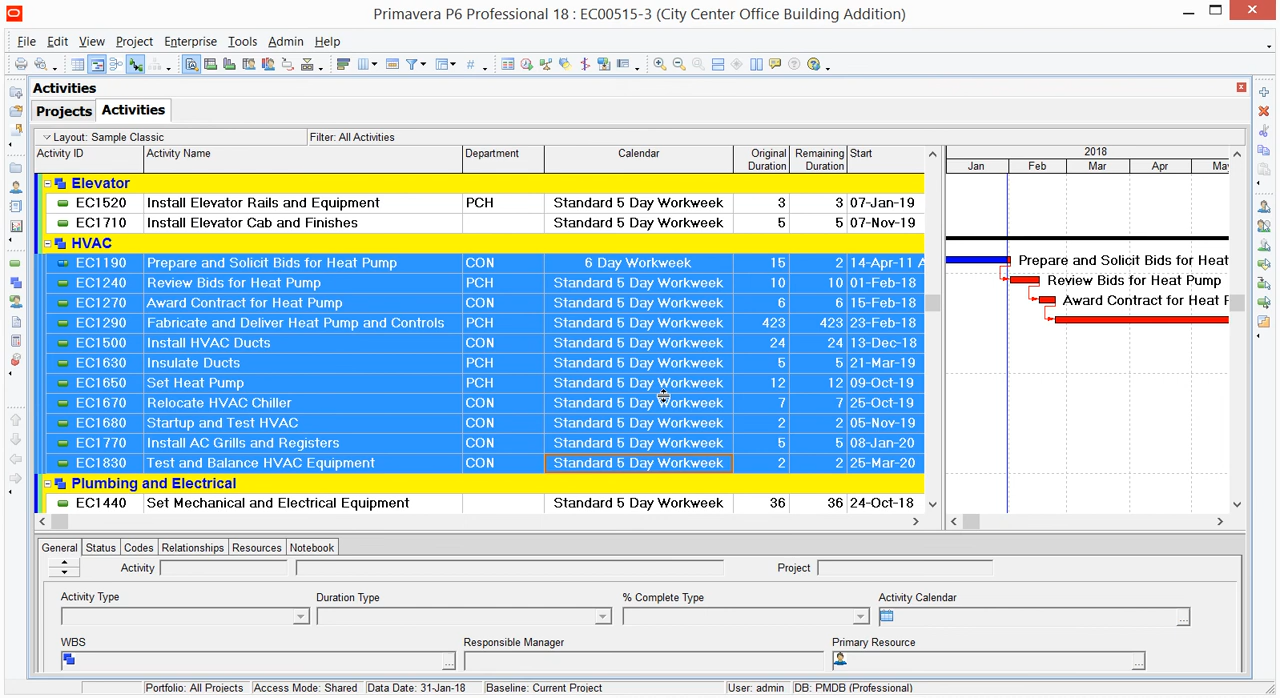 Primavera P6 Professional 18 : EC00515-3 (City Center Office Building Addition)
File Edit View Project Enterprise Tools Admin Help
Activities
Projects Activities
Layout: Sample Classic Filter: All Activities
Activity ID Activity Name Department Calendar Original Duration Remaining Duration Start
2018
Jan Feb Mar Apr May
Elevator
EC1520 Install Elevator Rails and Equipment PCH Standard 5 Day Workweek 3 3 07-Jan-19
EC1710 Install Elevator Cab and Finishes Standard 5 Day Workweek 5 5 07-Nov-19
HVAC
EC1190 Prepare and Solicit Bids for Heat Pump CON 6 Day Workweek 15 2 14-Apr-11 A Prepare and Solicit Bids for Heat
EC1240 Review Bids for Heat Pump PCH Standard 5 Day Workweek 10 10 01-Feb-18 Review Bids for Heat Pump
EC1270 Award Contract for Heat Pump CON Standard 5 Day Workweek 6 6 15-Feb-18 Award Contract for Heat P
EC1290 Fabricate and Deliver Heat Pump and Controls PCH Standard 5 Day Workweek 423 423 23-Feb-18
EC1500 Install HVAC Ducts CON Standard 5 Day Workweek 24 24 13-Dec-18
EC1630 Insulate Ducts PCH Standard 5 Day Workweek 5 5 21-Mar-19
EC1650 Set Heat Pump PCH Standard 5 Day Workweek 12 12 09-Oct-19
EC1670 Relocate HVAC Chiller CON Standard 5 Day Workweek 7 7 25-Oct-19
EC1680 Startup and Test HVAC CON Standard 5 Day Workweek 2 2 05-Nov-19
EC1770 Install AC Grills and Registers CON Standard 5 Day Workweek 5 5 08-Jan-20
EC1830 Test and Balance HVAC Equipment CON Standard 5 Day Workweek 2 2 25-Mar-20
Plumbing and Electrical
EC1440 Set Mechanical and Electrical Equipment Standard 5 Day Workweek 36 36 24-Oct-18
General Status Codes Relationships Resources Notebook
Activity Project
Activity Type Duration Type % Complete Type Activity Calendar
WBS Responsible Manager Primary Resource
Portfolio: All Projects Access Mode: Shared Data Date: 31-Jan-18 Baseline: Current Project User: admin DB: PMDB (Professional)